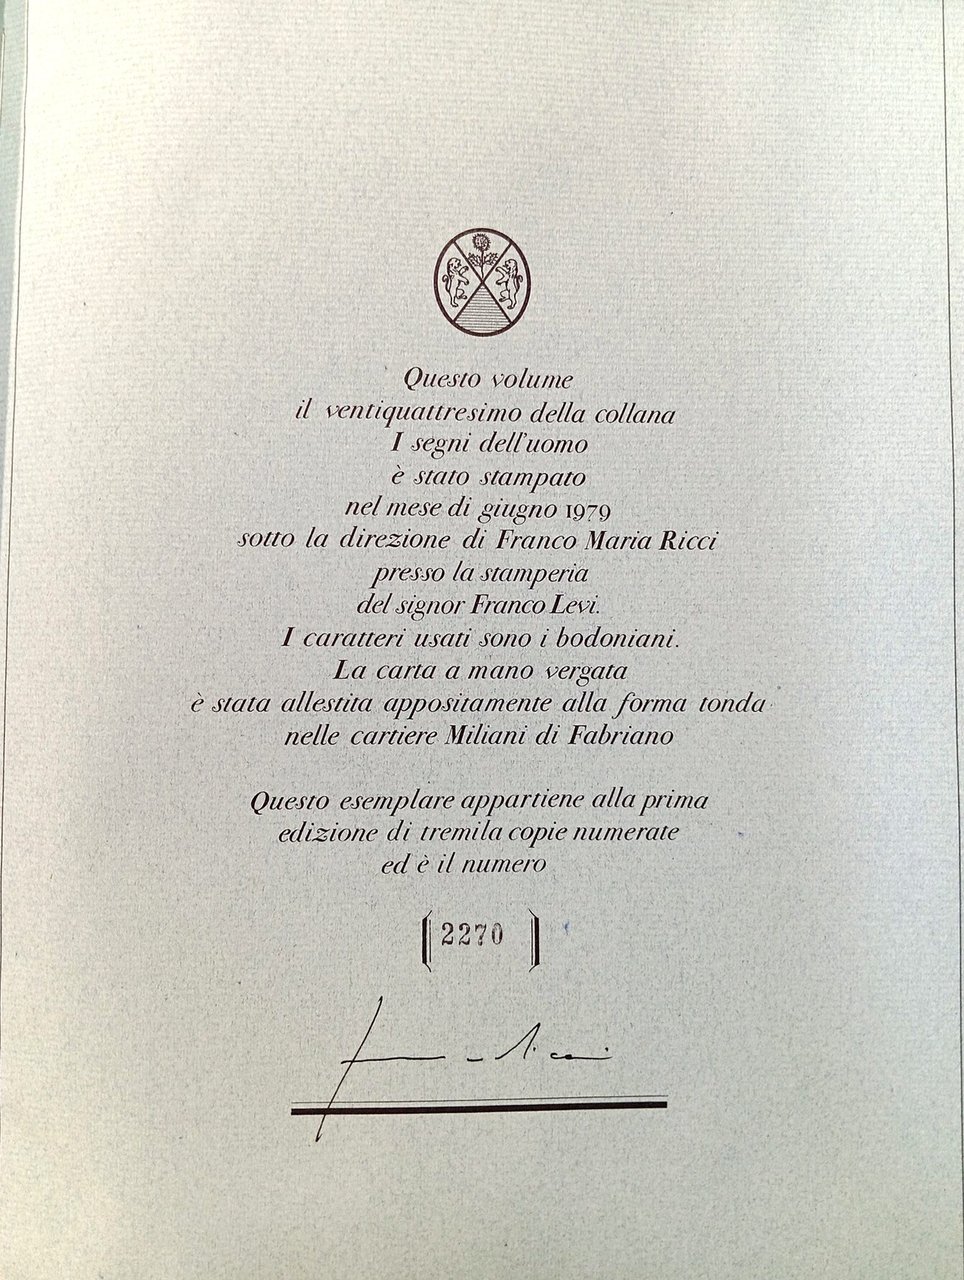 Questo volume
il ventiquattresimo della collana
I segni dell'uomo
è stato stampato
nel mese di giugno 1979
sotto la direzione di Franco Maria Ricci
presso la stamperia
del signor Franco Levi.
I caratteri usati sono i bodoniani.
La carta a mano vergata
è stata allestita appositamente alla forma tonda
nelle cartiere Miliani di Fabriano
Questo esemplare appartiene alla prima
edizione di tremila copie numerate
ed è il numero
2270